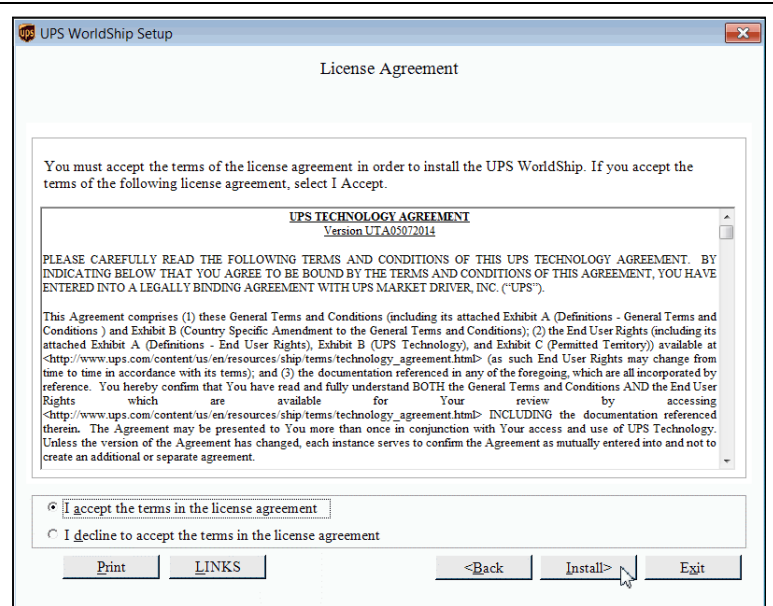 ups UPS WorldShip Setup
License Agreement
You must accept the terms of the license agreement in order to install the UPS WorldShip. If you accept the
terms of the following license agreement, select I Accept.
UPS TECHNOLOGY AGREEMENT
Version UTA05072014
PLEASE CAREFULLY READ THE FOLLOWING TERMS AND CONDITIONS OF THIS UPS TECHNOLOGY AGREEMENT. BY
INDICATING BELOW THAT YOU AGREE TO BE BOUND BY THE TERMS AND CONDITIONS OF THIS AGREEMENT, YOU HAVE
ENTERED INTO A LEGALLY BINDING AGREEMENT WITH UPS MARKET DRIVER, INC. (“UPS”).
This Agreement comprises (1) these General Terms and Conditions (including its attached Exhibit A (Definitions - General Terms and
Conditions ) and Exhibit B (Country Specific Amendment to the General Terms and Conditions); (2) the End User Rights (including its
attached Exhibit A (Definitions - End User Rights), Exhibit B (UPS Technology), and Exhibit C (Permitted Territory)) available at
<http://www.ups.com/content/us/en/resources/ship/terms/technology_agreement.html> (as such End User Rights may change from
time to time in accordance with its terms); and (3) the documentation referenced in any of the foregoing, which are all incorporated by
reference. You hereby confirm that You have read and fully understand BOTH the General Terms and Conditions AND the End User
Rights which are available for Your review by accessing
<http://www.ups.com/content/us/en/resources/ship/terms/technology_agreement.html> INCLUDING the documentation referenced
therein. The Agreement may be presented to You more than once in conjunction with Your access and use of UPS Technology.
Unless the version of the Agreement has changed, each instance serves to confirm the Agreement as mutually entered into and not to
create an additional or separate agreement.
I accept the terms in the license agreement
I decline to accept the terms in the license agreement
Print LINKS <Back Install> Exit